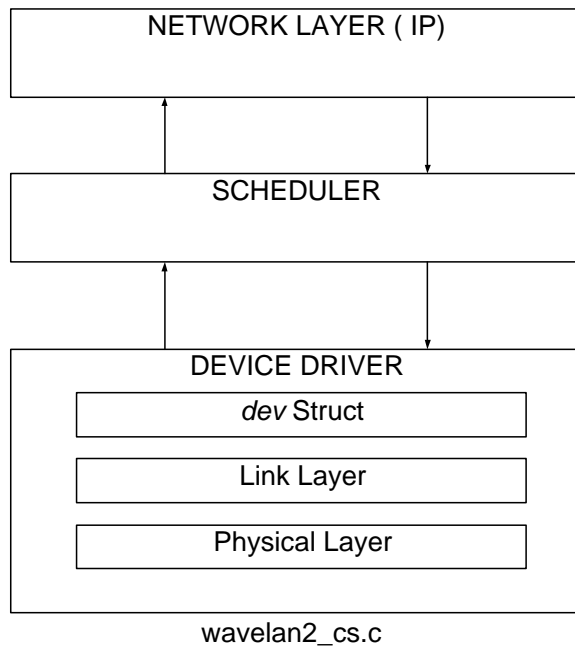 NETWORK LAYER ( IP)
SCHEDULER
DEVICE DRIVER
dev Struct
Link Layer
Physical Layer
wavelan2_cs.c